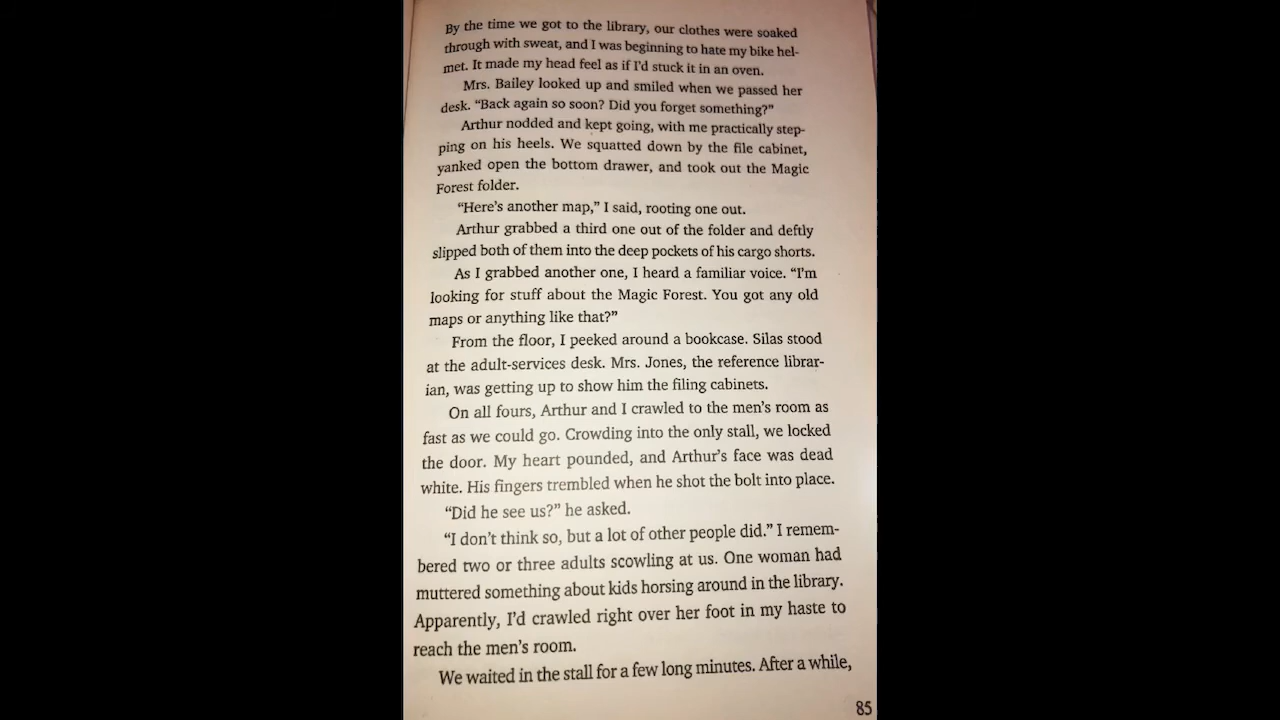 By the time we got to the library, our clothes were soaked
through with sweat, and I was beginning to hate my bike hel-
met. It made my head feel as if I'd stuck it in an oven.
Mrs. Bailey looked up and smiled when we passed her
desk. “Back again so soon? Did you forget something?”
Arthur nodded and kept going, with me practically step-
ping on his heels. We squatted down by the file cabinet,
yanked open the bottom drawer, and took out the Magic
Forest folder.
“Here’s another map,” I said, rooting one out.
Arthur grabbed a third one out of the folder and deftly
slipped both of them into the deep pockets of his cargo shorts.
As I grabbed another one, I heard a familiar voice. “I’m
looking for stuff about the Magic Forest. You got any old
maps or anything like that?”
From the floor, I peeked around a bookcase. Silas stood
at the adult-services desk. Mrs. Jones, the reference librar-
ian, was getting up to show him the filing cabinets.
On all fours, Arthur and I crawled to the men’s room as
fast as we could go. Crowding into the only stall, we locked
the door. My heart pounded, and Arthur’s face was dead
white. His fingers trembled when he shot the bolt into place.
“Did he see us?” he asked.
“I don’t think so, but a lot of other people did.” I remem-
bered two or three adults scowling at us. One woman had
muttered something about kids horsing around in the library.
Apparently, I’d crawled right over her foot in my haste to
reach the men’s room.
We waited in the stall for a few long minutes. After a while,
85